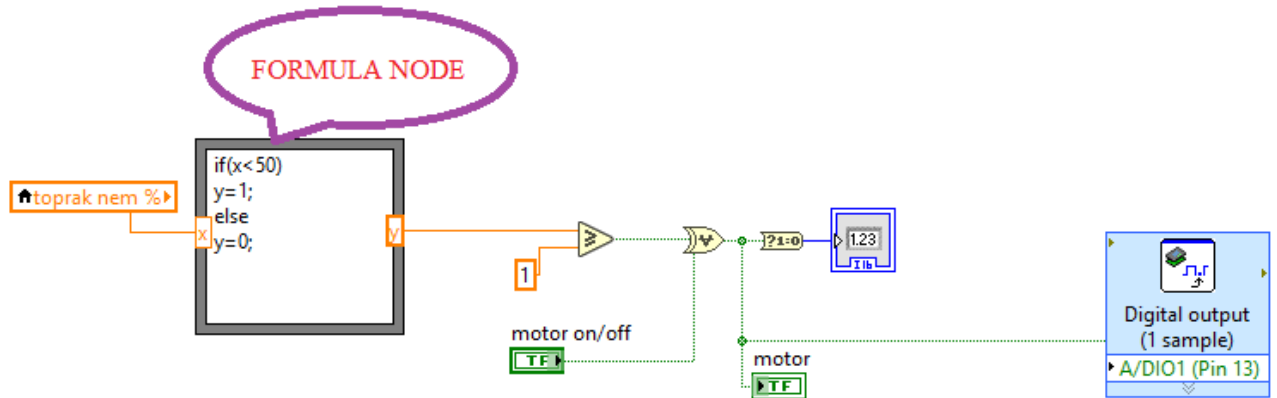 FORMULA NODE
if(x<50)
y=1;
else
y=0;
toprak nem %
x
y
1
?1:0
1.23
I16
motor on/off
TF
motor
TF
Digital output
(1 sample)
A/DIO1 (Pin 13)